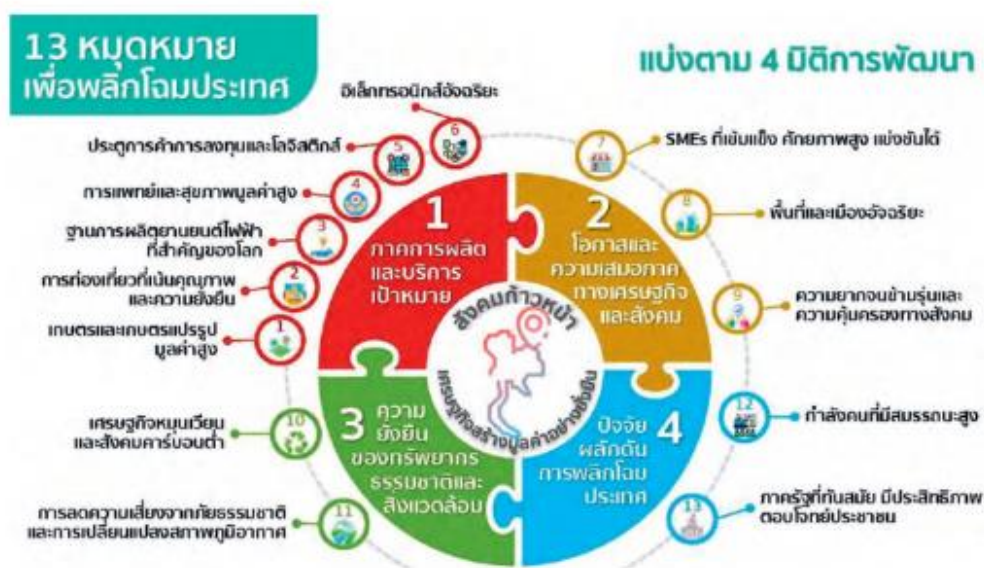 13 หมุดหมาย
เพื่อพลิกโฉมประเทศ
แบ่งตาม 4 มิติการพัฒนา
อิเล็กทรอนิกส์อัจฉริยะ
6
ประตูการค้าการลงทุนและโลจิสติกส์
5
การแพทย์และสุขภาพมูลค่าสูง
4
ฐานการผลิตยานยนต์ไฟฟ้า
ที่สำคัญของโลก
3
การท่องเที่ยวที่เน้นคุณภาพ
และความยั่งยืน
2
เกษตรและเกษตรแปรรูป
มูลค่าสูง
1
1
ภาคการผลิต
และบริการ
เป้าหมาย
2
โอกาสและ
ความเสมอภาค
ทางเศรษฐกิจ
และสังคม
7
SMEs ที่เข้มแข็ง ศักยภาพสูง แข่งขันได้
8
พื้นที่และเมืองอัจฉริยะ
9
ความยากจนข้ามรุ่นและ
ความคุ้มครองทางสังคม
สังคมก้าวหน้า
เศรษฐกิจสร้างมูลค่าอย่างยั่งยืน
3 ความ
ยั่งยืน
ของทรัพยากร
ธรรมชาติและ
สิ่งแวดล้อม
10
เศรษฐกิจหมุนเวียน
และสังคมคาร์บอนต่ำ
11
การลดความเสี่ยงจากภัยธรรมชาติ
และการเปลี่ยนแปลงสภาพภูมิอากาศ
ปัจจัย 4
ผลักดัน
การพลิกโฉม
ประเทศ
12
กำลังคนที่มีสมรรถนะสูง
13
ภาครัฐที่ทันสมัย มีประสิทธิภาพ
ตอบโจทย์ประชาชน